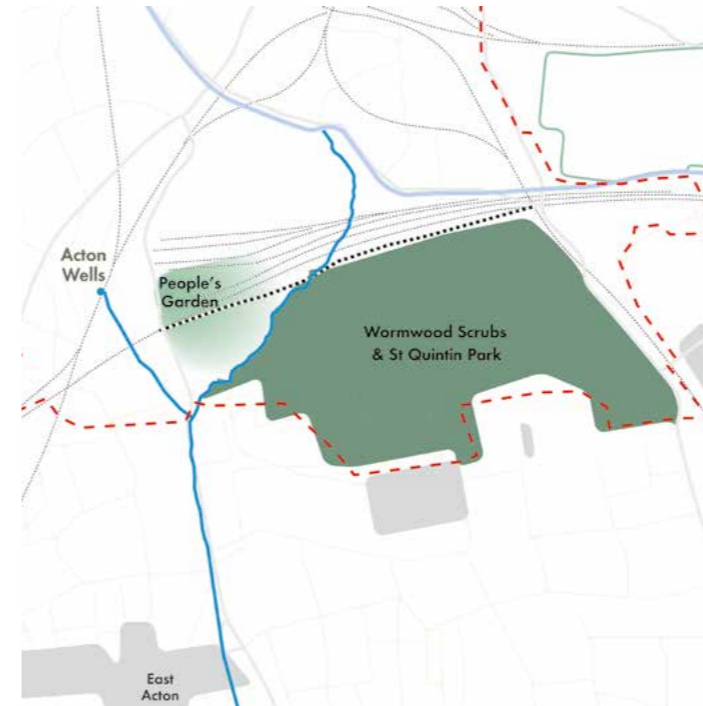 Acton
Wells
People's
Garden
Wormwood Scrubs
& St Quintin Park
East
Acton